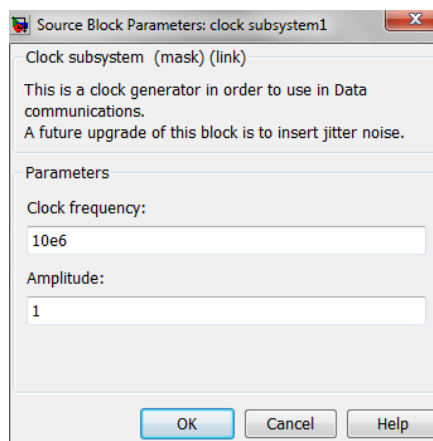 Source Block Parameters: clock subsystem1
Clock subsystem (mask) (link)
This is a clock generator in order to use in Data
communications.
A future upgrade of this block is to insert jitter noise.
Parameters
Clock frequency:
10e6
Amplitude:
1
OK Cancel Help